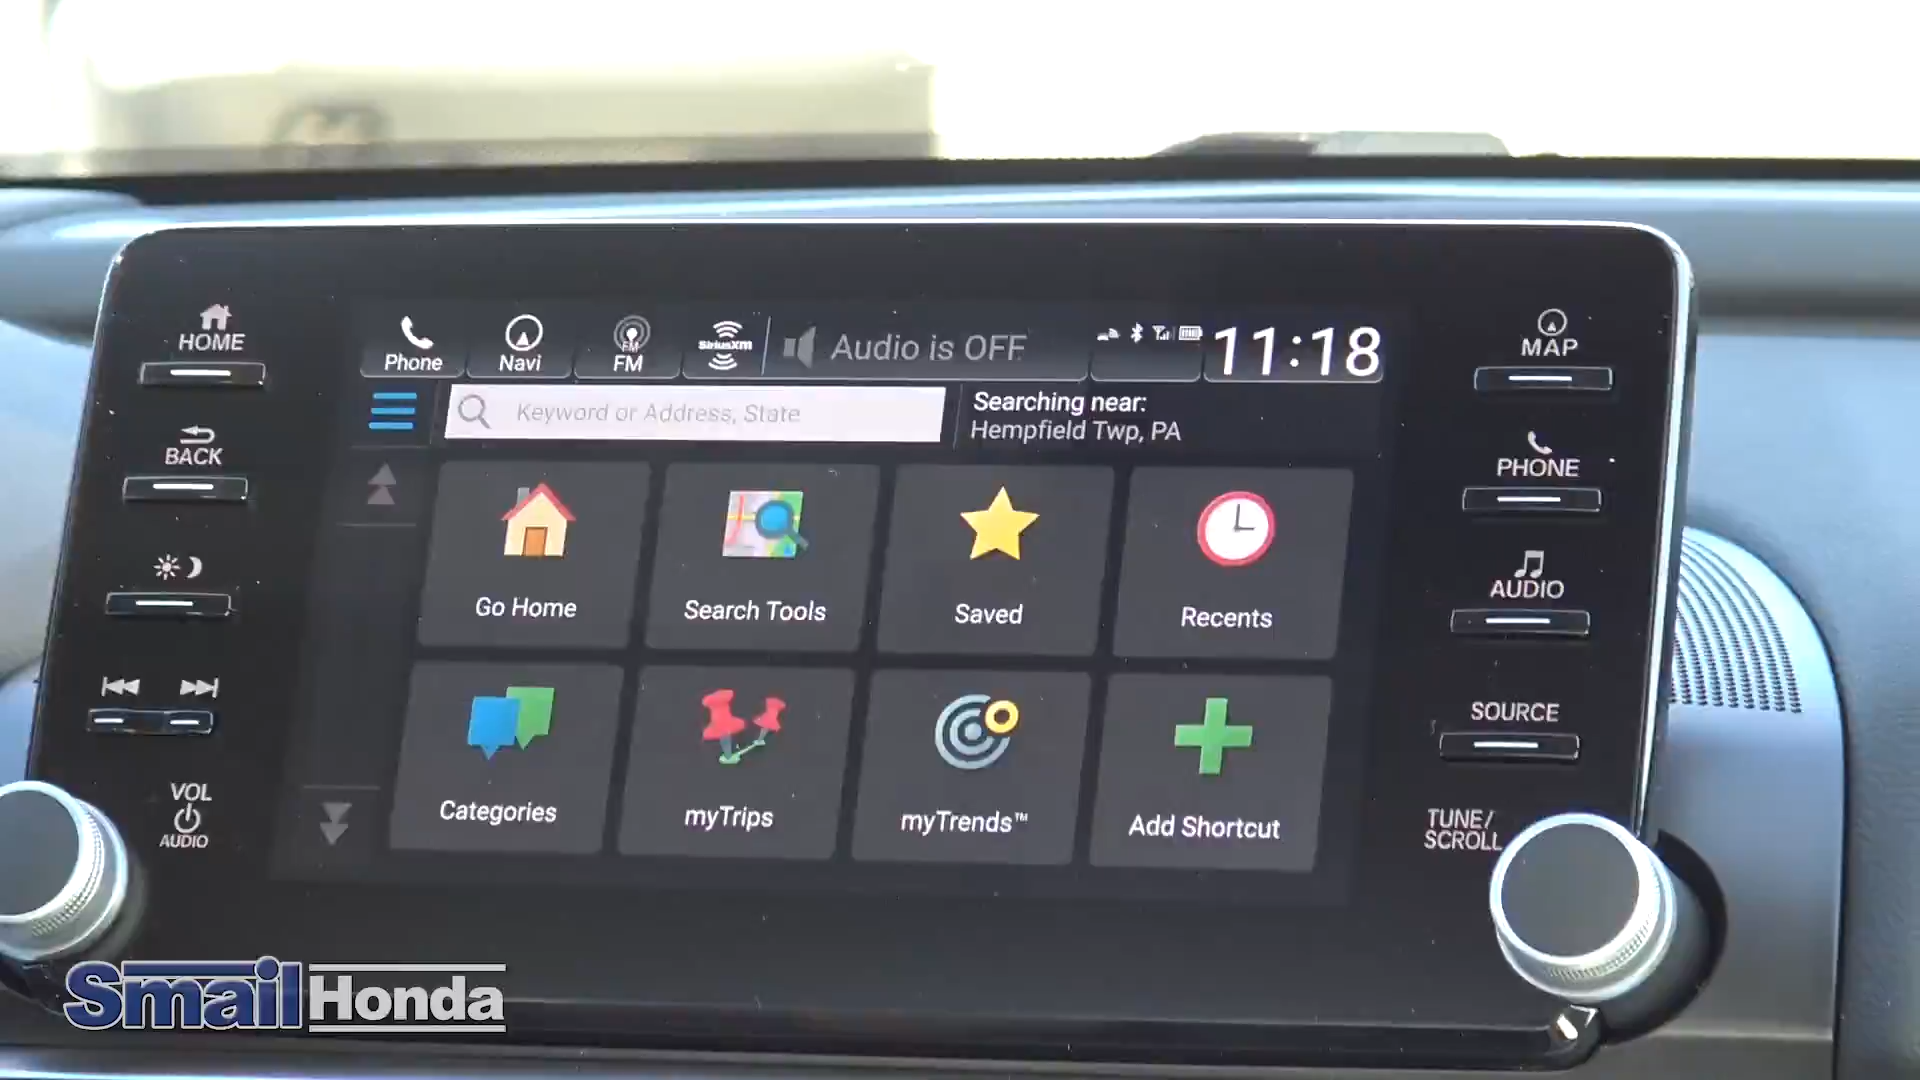 HOME
BACK
VOL
AUDIO
Phone
Navi
FM
FM
SiriusXM
Audio is OFF
11:18
Keyword or Address, State
Searching near:
Hempfield Twp, PA
Go Home
Search Tools
Saved
Recents
Categories
myTrips
myTrends™
Add Shortcut
MAP
PHONE
AUDIO
SOURCE
TUNE/
SCROLL
Smail Honda